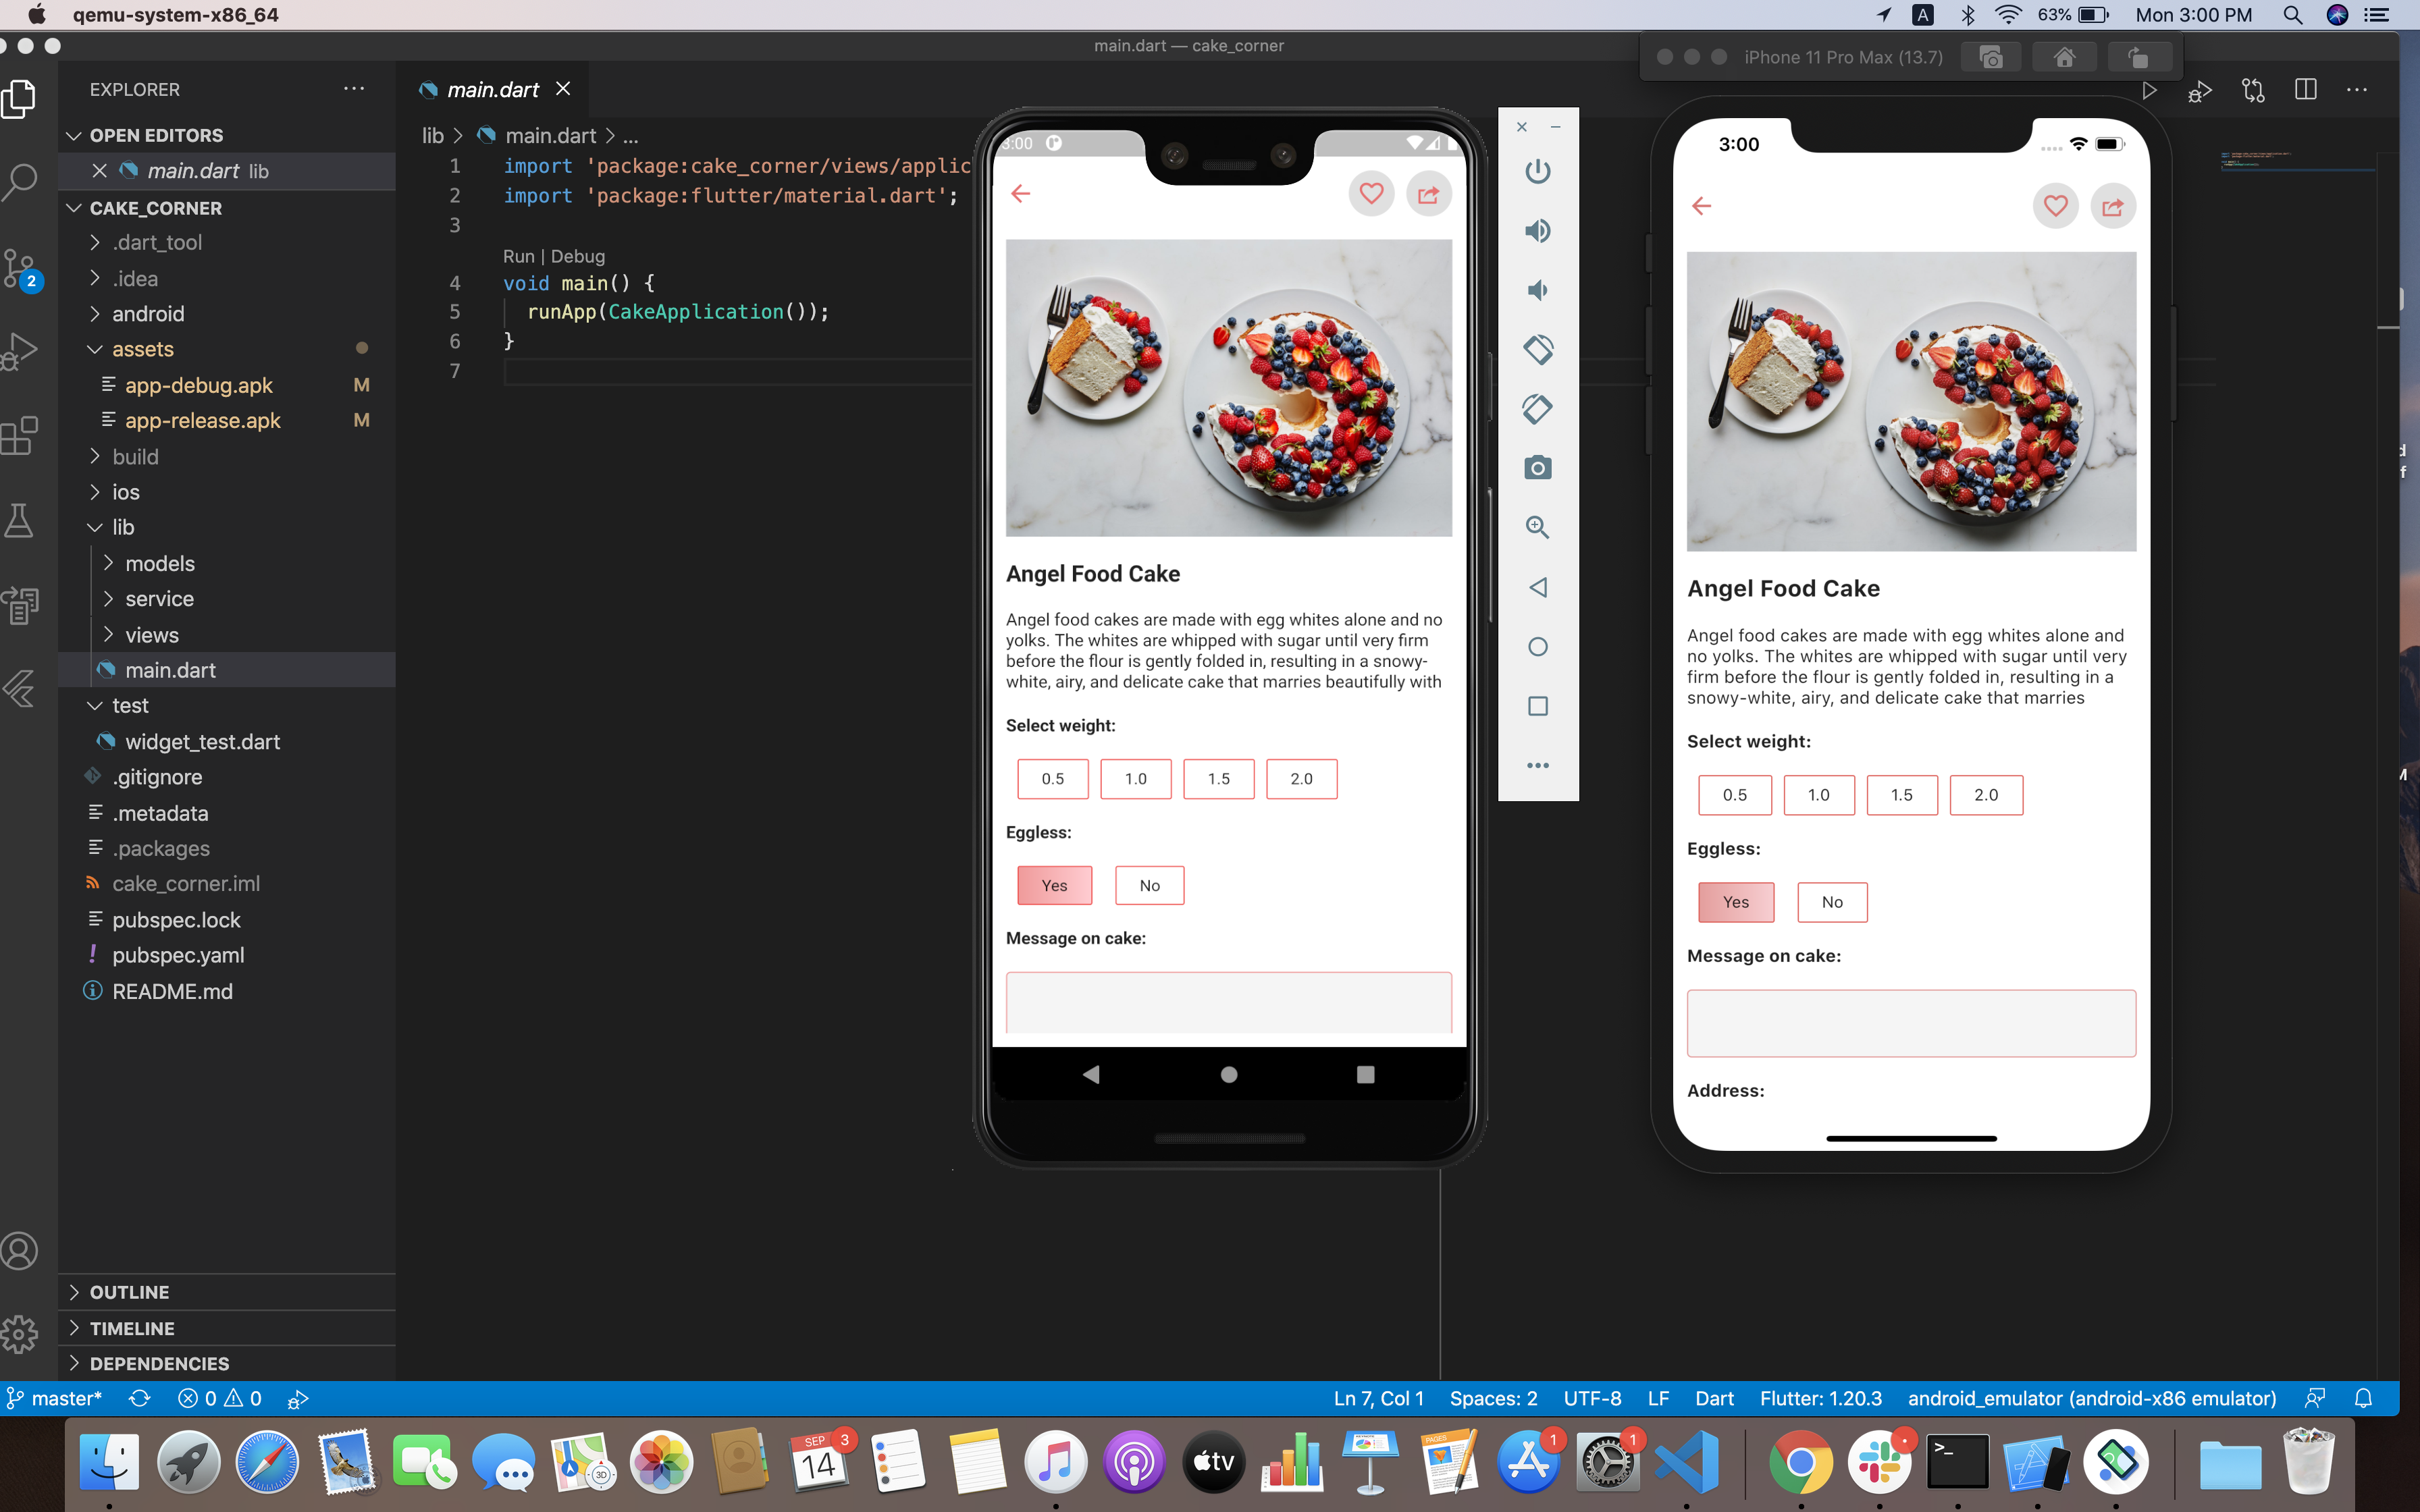 qemu-system-x86_64
A
63%
Mon 3:00 PM
main.dart — cake_corner
iPhone 11 Pro Max (13.7)
EXPLORER
OPEN EDITORS
main.dart lib
CAKE_CORNER
.dart_tool
.idea
android
assets
app-debug.apk M
app-release.apk M
build
ios
lib
models
service
views
main.dart
test
widget_test.dart
.gitignore
.metadata
.packages
cake_corner.iml
pubspec.lock
pubspec.yaml
README.md
OUTLINE
TIMELINE
DEPENDENCIES
2
main.dart
lib > main.dart > ...
1 import 'package:cake_corner/views/applic
2 import 'package:flutter/material.dart';
3
Run | Debug
4 void main() {
5 runApp(CakeApplication());
6 }
7
3:00
Angel Food Cake
Angel food cakes are made with egg whites alone and no
yolks. The whites are whipped with sugar until very firm
before the flour is gently folded in, resulting in a snowy-
white, airy, and delicate cake that marries beautifully with
Select weight:
0.5 1.0 1.5 2.0
Eggless:
Yes No
Message on cake:
3:00
Angel Food Cake
Angel food cakes are made with egg whites alone and
no yolks. The whites are whipped with sugar until very
firm before the flour is gently folded in, resulting in a
snowy-white, airy, and delicate cake that marries
Select weight:
0.5 1.0 1.5 2.0
Eggless:
Yes No
Message on cake:
Address:
master* 0 0
Ln 7, Col 1 Spaces: 2 UTF-8 LF Dart Flutter: 1.20.3 android_emulator (android-x86 emulator)
3D
SEP
14
3
tv
PAGES
1
1
>_